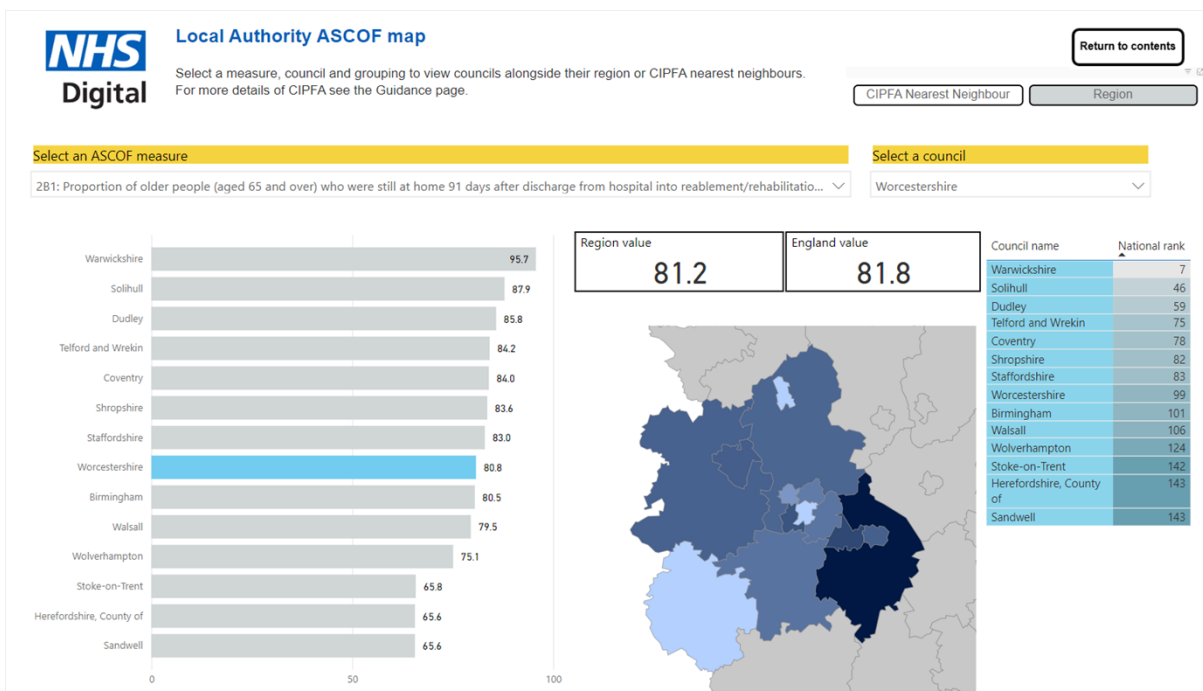 NHS
Digital
Local Authority ASCOF map
Select a measure, council and grouping to view councils alongside their region or CIPFA nearest neighbours.
For more details of CIPFA see the Guidance page.
Return to contents
CIPFA Nearest Neighbour
Region
Select an ASCOF measure
2B1: Proportion of older people (aged 65 and over) who were still at home 91 days after discharge from hospital into reablement/rehabilitatio...
Select a council
Worcestershire
Warwickshire 95.7
Solihull 87.9
Dudley 85.8
Telford and Wrekin 84.2
Coventry 84.0
Shropshire 83.6
Staffordshire 83.0
Worcestershire 80.8
Birmingham 80.5
Walsall 79.5
Wolverhampton 75.1
Stoke-on-Trent 65.8
Herefordshire, County of 65.6
Sandwell 65.6
0 50 100
Region value
81.2
England value
81.8
Council name National rank
Warwickshire 7
Solihull 46
Dudley 59
Telford and Wrekin 75
Coventry 78
Shropshire 82
Staffordshire 83
Worcestershire 99
Birmingham 101
Walsall 106
Wolverhampton 124
Stoke-on-Trent 142
Herefordshire, County 143
of
Sandwell 143